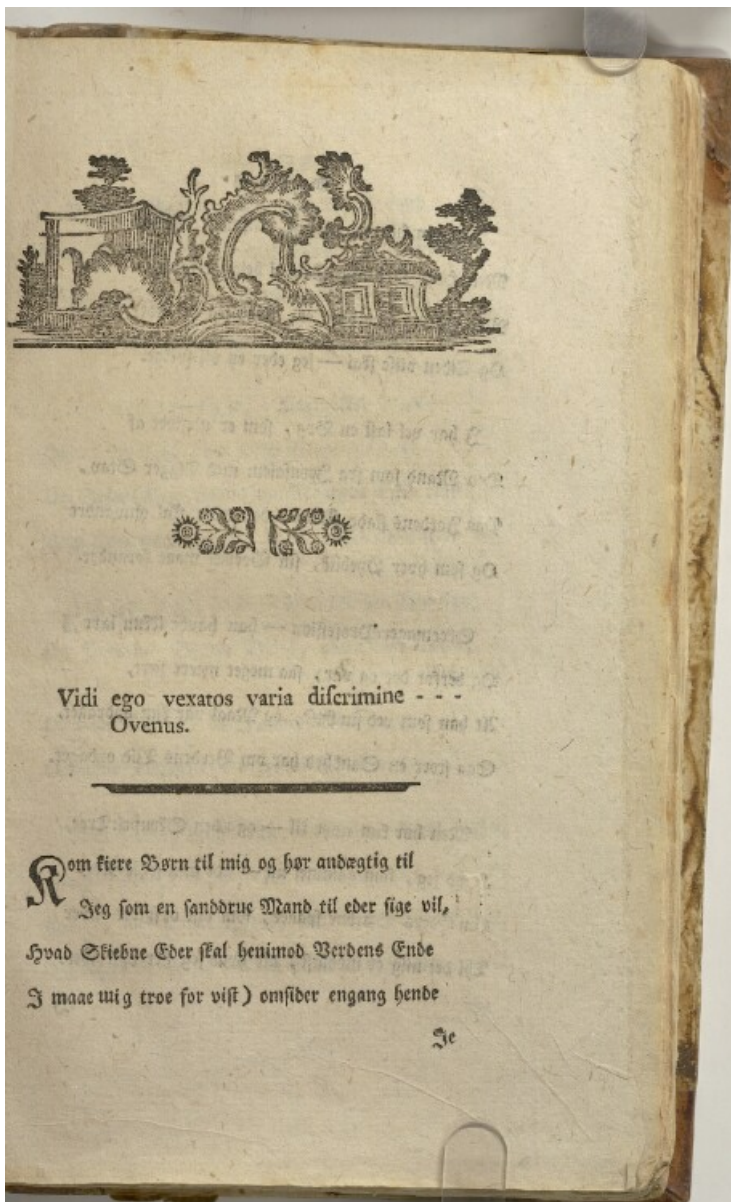 Vidi ego vexatos varia discrimine - - -
Ovenus.
Kom kiere Børn til mig og hør andægtig til
Jeg som en sanddrue Mand til eder sige vil,
Hvad Skiebne Eder skal henimod Verdens Ende
I maae mig troe for vist) omsider engang hende
Je